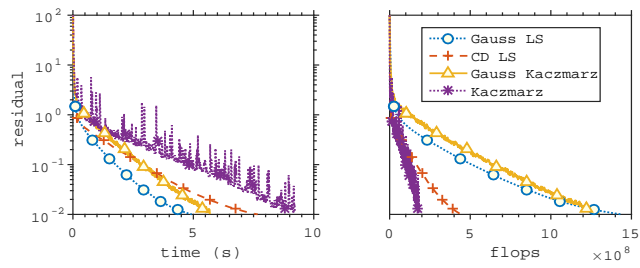 residual
10^2
10^1
10^0
10^-1
10^-2
0
5
10
time (s)
Gauss LS
CD LS
Gauss Kaczmarz
Kaczmarz
0
5
10
15
flops
×10^8